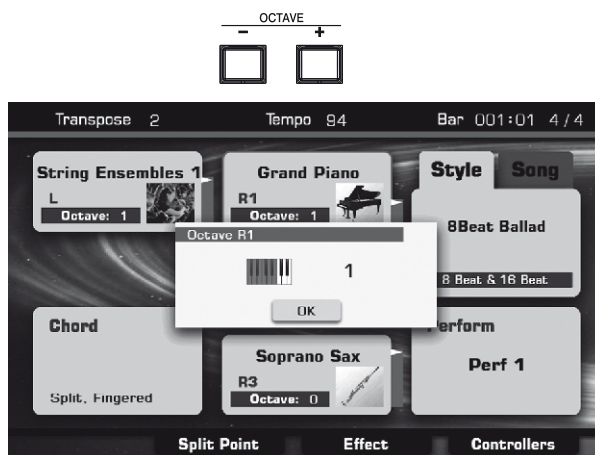 OCTAVE
- +
Transpose 2 Tempo 94 Bar 001:01 4/4
String Ensembles 1
L
Octave: 1
Grand Piano
R1
Octave: 1
Style Song
8Beat Ballad
8 Beat & 16 Beat
Octave R1
1
OK
Chord
Split, Fingered
Soprano Sax
R3
Octave: 0
erform
Perf 1
Split Point Effect Controllers